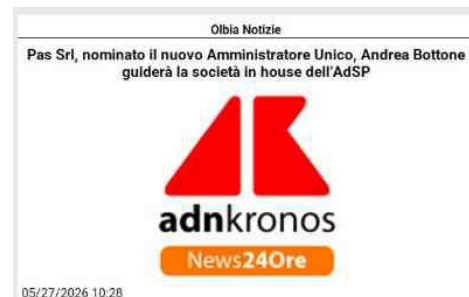 Olbia Notizie
Pas Srl, nominato il nuovo Amministratore Unico, Andrea Bottone
guiderà la società in house dell'AdSP
adnkronos
News24Ore
05/27/2026 10:28